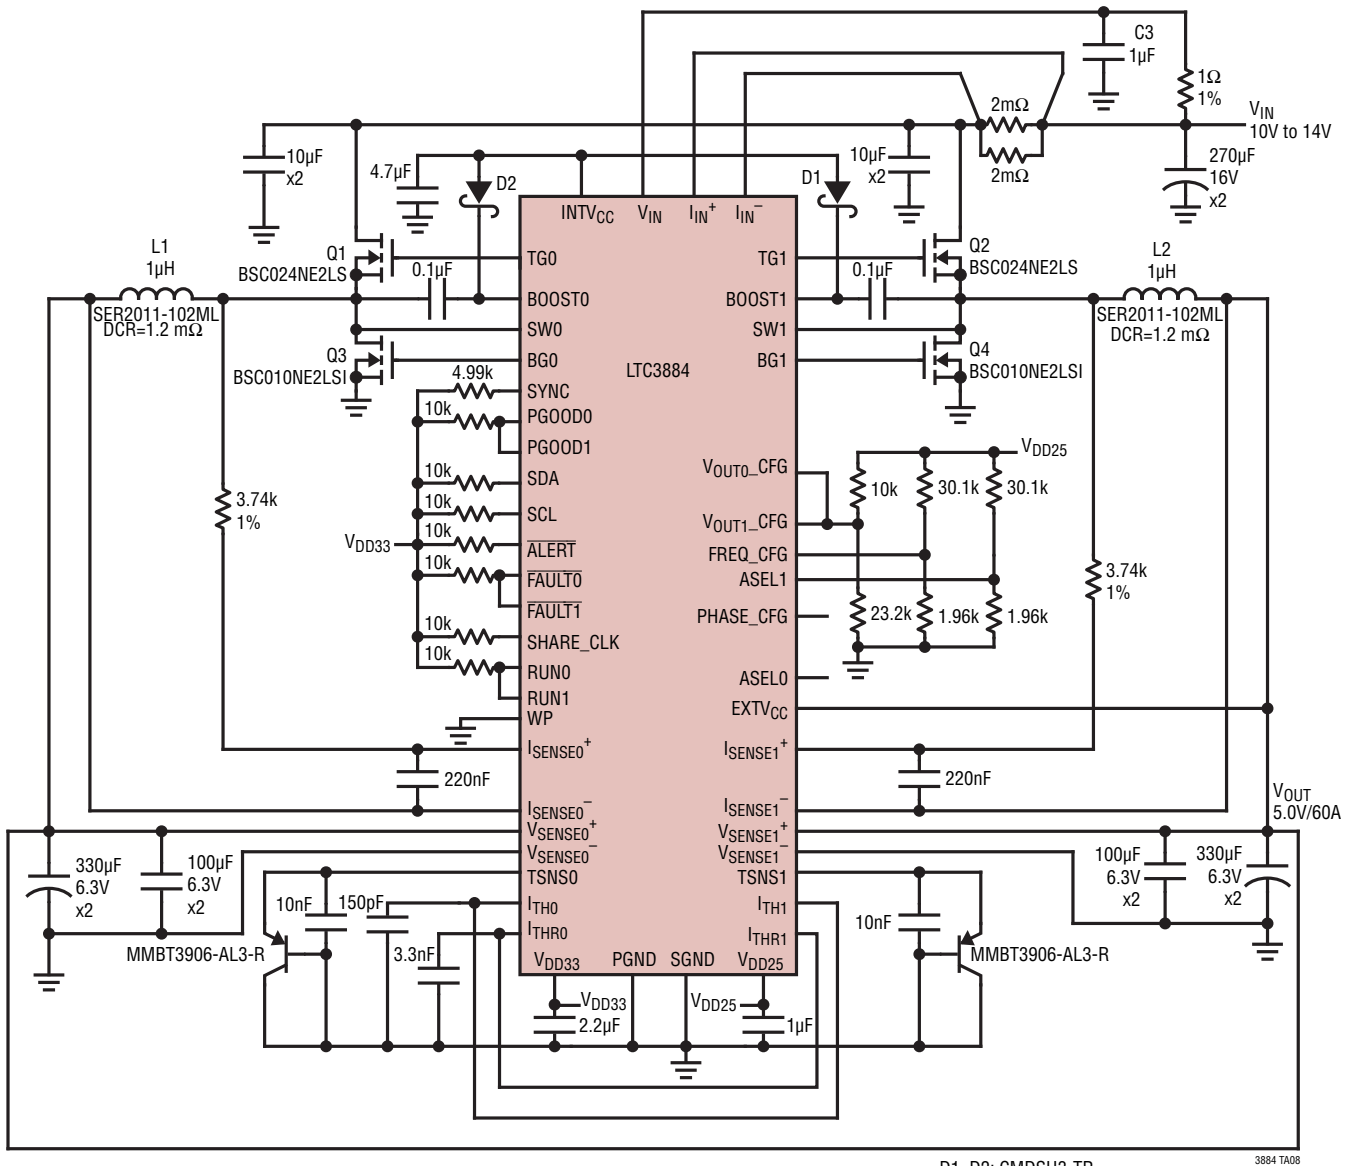 C3
1µF
1Ω
1%
VIN
10V to 14V
2mΩ
2mΩ
270µF
16V
x2
10µF
x2
4.7µF
D2
10µF
x2
D1
INTVCC
VIN
IIN+
IIN–
L1
1µH
SER2011-102ML
DCR=1.2 mΩ
Q1
BSC024NE2LS
0.1µF
TG0
BOOST0
SW0
BG0
Q3
BSC010NE2LSI
LTC3884
TG1
BOOST1
SW1
BG1
0.1µF
Q2
BSC024NE2LS
L2
1µH
SER2011-102ML
DCR=1.2 mΩ
Q4
BSC010NE2LSI
4.99k
SYNC
10k
PGOOD0
PGOOD1
10k
SDA
10k
SCL
VDD33
10k
ALERT
10k
FAULT0
FAULT1
10k
SHARE_CLK
10k
RUN0
RUN1
WP
3.74k
1%
VDD25
VOUT0_CFG
10k
30.1k
30.1k
VOUT1_CFG
FREQ_CFG
ASEL1
PHASE_CFG
23.2k
1.96k
1.96k
ASEL0
EXTVCC
3.74k
1%
ISENSE0+
220nF
ISENSE0–
VSENSE0+
VSENSE0–
TSNS0
ITH0
ITHR0
ISENSE1+
220nF
ISENSE1–
VSENSE1+
VSENSE1–
TSNS1
ITH1
ITHR1
VOUT
5.0V/60A
330µF
6.3V
x2
100µF
6.3V
x2
10nF
150pF
MMBT3906-AL3-R
3.3nF
VDD33
PGND
SGND
VDD25
VDD33
2.2µF
VDD25
1µF
10nF
MMBT3906-AL3-R
100µF
6.3V
x2
330µF
6.3V
x2
D1, D2: CMDSH2-TR
3884 TA08